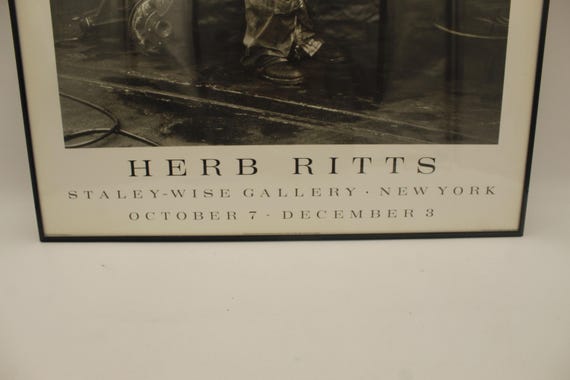 HERB RITTS
STALEY-WISE GALLERY · NEW YORK
OCTOBER 7 - DECEMBER 3